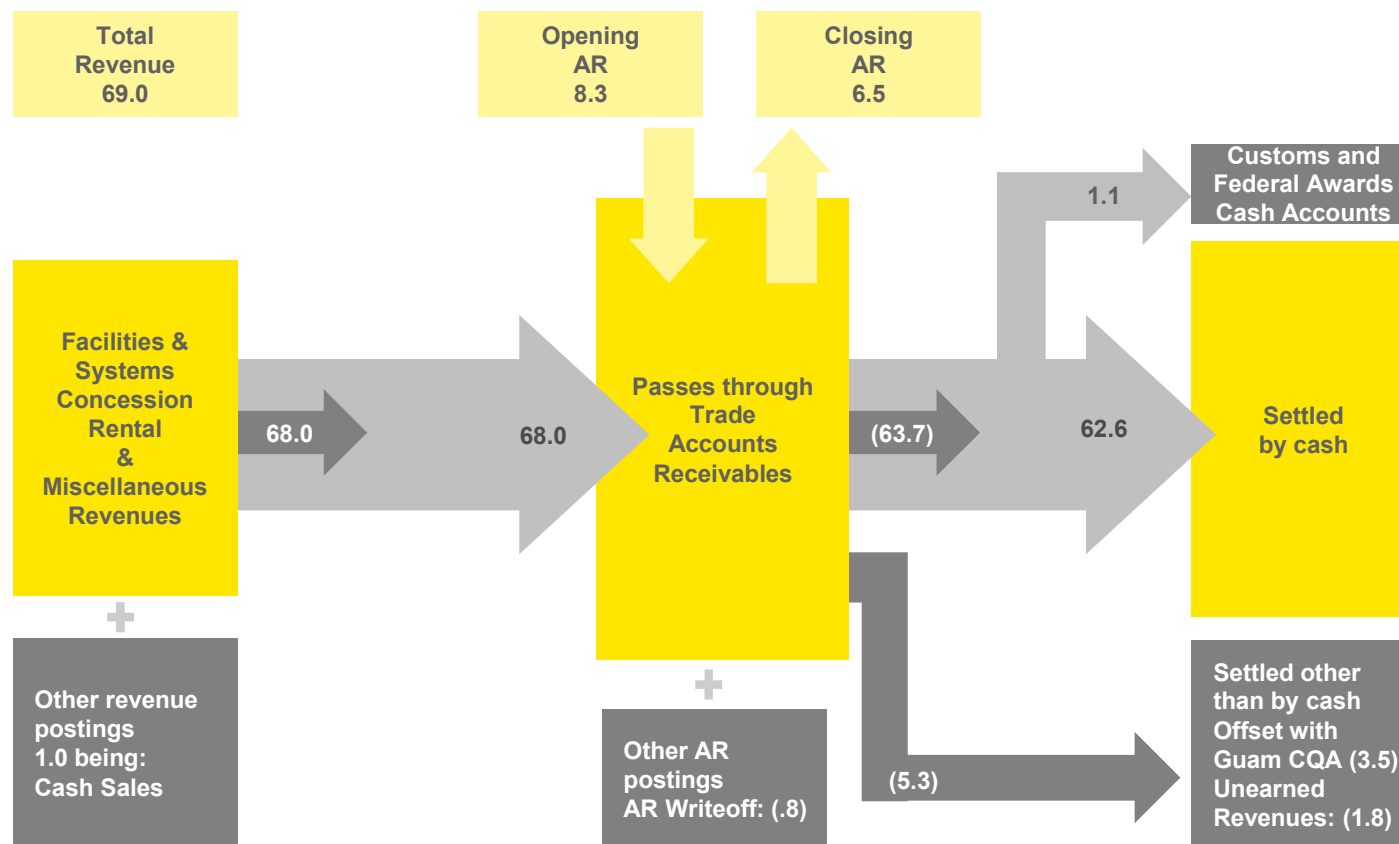 Total
Revenue
69.0
Opening
AR
8.3
Closing
AR
6.5
Customs and
Federal Awards
Cash Accounts
1.1
Facilities &
Systems
Concession
Rental
&
Miscellaneous
Revenues
68.0
68.0
Passes through
Trade
Accounts
Receivables
(63.7)
62.6
Settled
by cash
Other revenue
postings
1.0 being:
Cash Sales
Other AR
postings
AR Writeoff: (.8)
(5.3)
Settled other
than by cash
Offset with
Guam CQA (3.5)
Unearned
Revenues: (1.8)